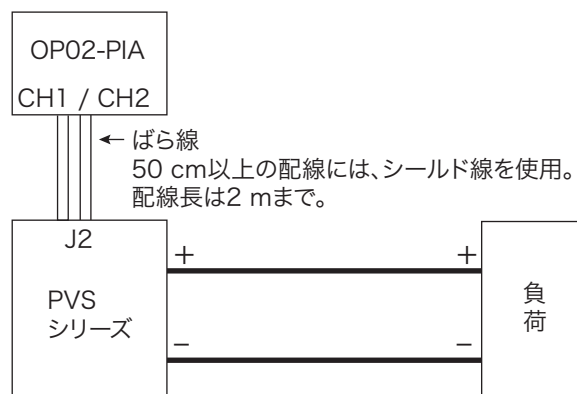 OP02-PIA
CH1 / CH2
ばら線
50 cm以上の配線には、シールド線を使用。
配線長は2 mまで。
J2
+
+
PVS
シリーズ
負
荷
−
−